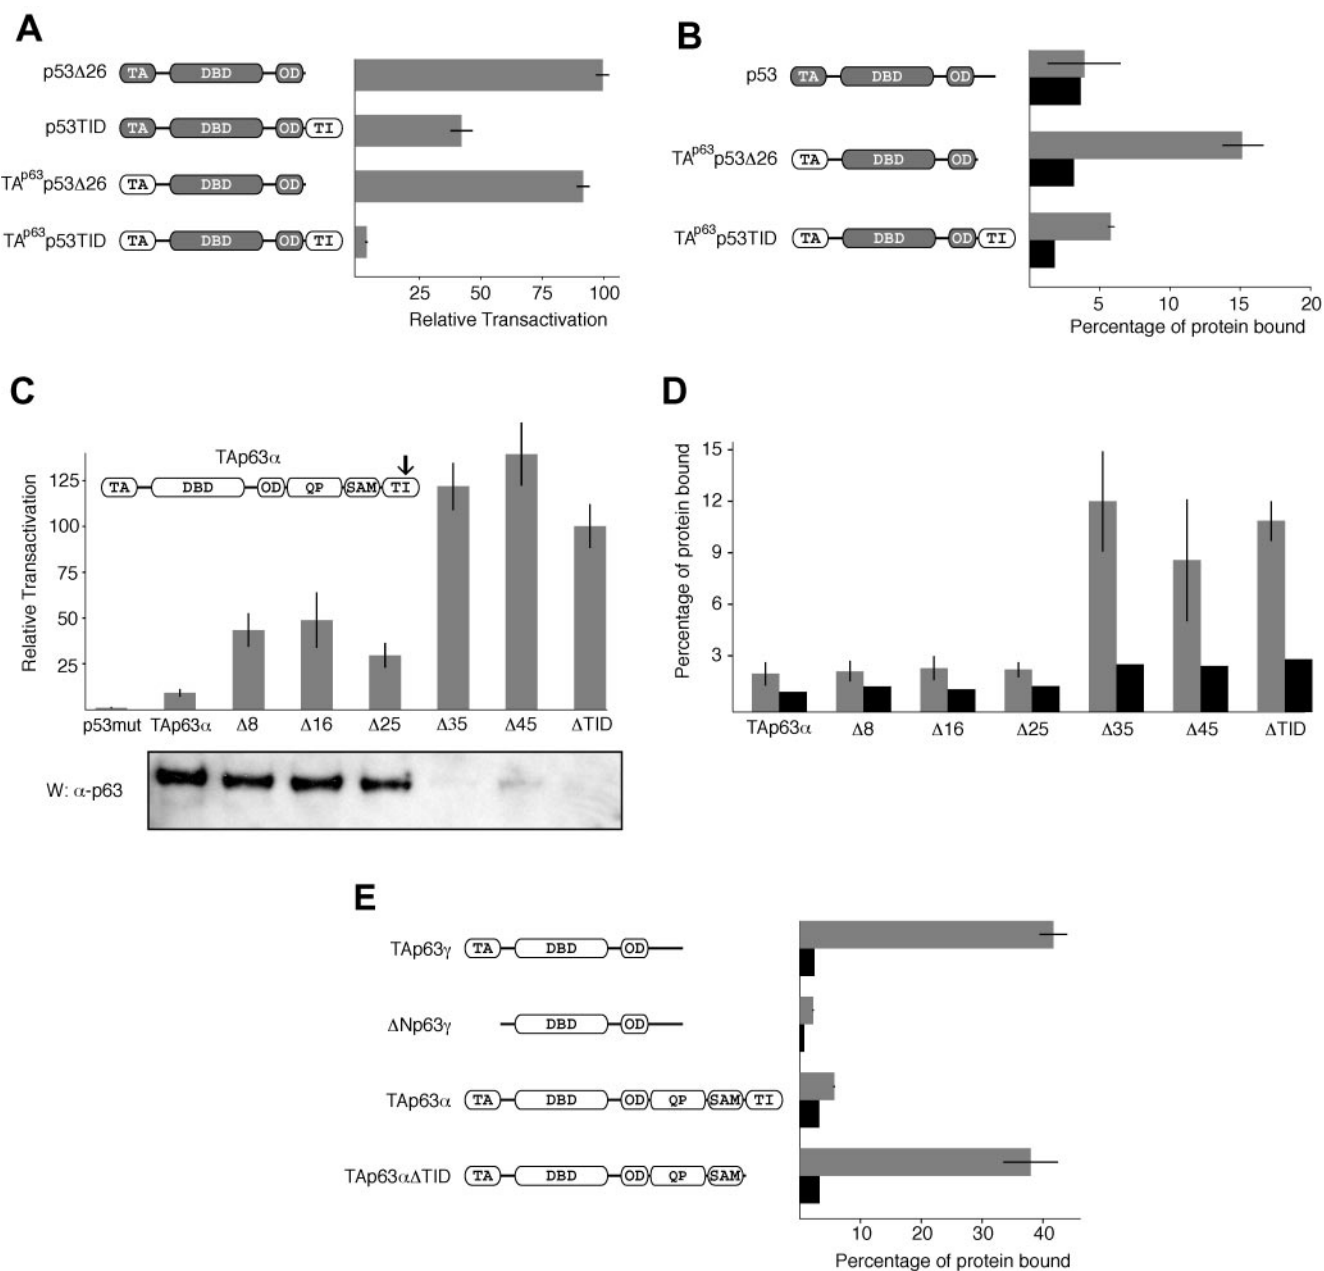 A
p53Δ26 TA DBD OD
p53TID TA DBD OD TI
TAp63p53Δ26 TA DBD OD
TAp63p53TID TA DBD OD TI
25 50 75 100
Relative Transactivation
B
p53 TA DBD OD
TAp63p53Δ26 TA DBD OD
TAp63p53TID TA DBD OD TI
5 10 15 20
Percentage of protein bound
C
Relative Transactivation
125
100
75
50
25
TAp63α
TA DBD OD QP SAM TI
p53mut TAp63α Δ8 Δ16 Δ25 Δ35 Δ45 ΔTID
W: α-p63
D
Percentage of protein bound
15
12
9
6
3
TAp63α Δ8 Δ16 Δ25 Δ35 Δ45 ΔTID
E
TAp63γ TA DBD OD
ΔNp63γ DBD OD
TAp63α TA DBD OD QP SAM TI
TAp63αΔTID TA DBD OD QP SAM
10 20 30 40
Percentage of protein bound